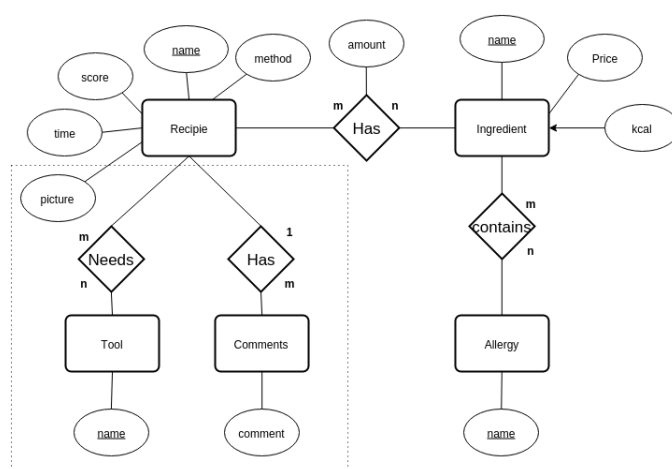 name
method
amount
name
Price
score
m
n
Recipie
Has
Ingredient
time
kcal
picture
m
contains
n
m
1
Needs
Has
n
m
Tool
Comments
Allergy
name
comment
name